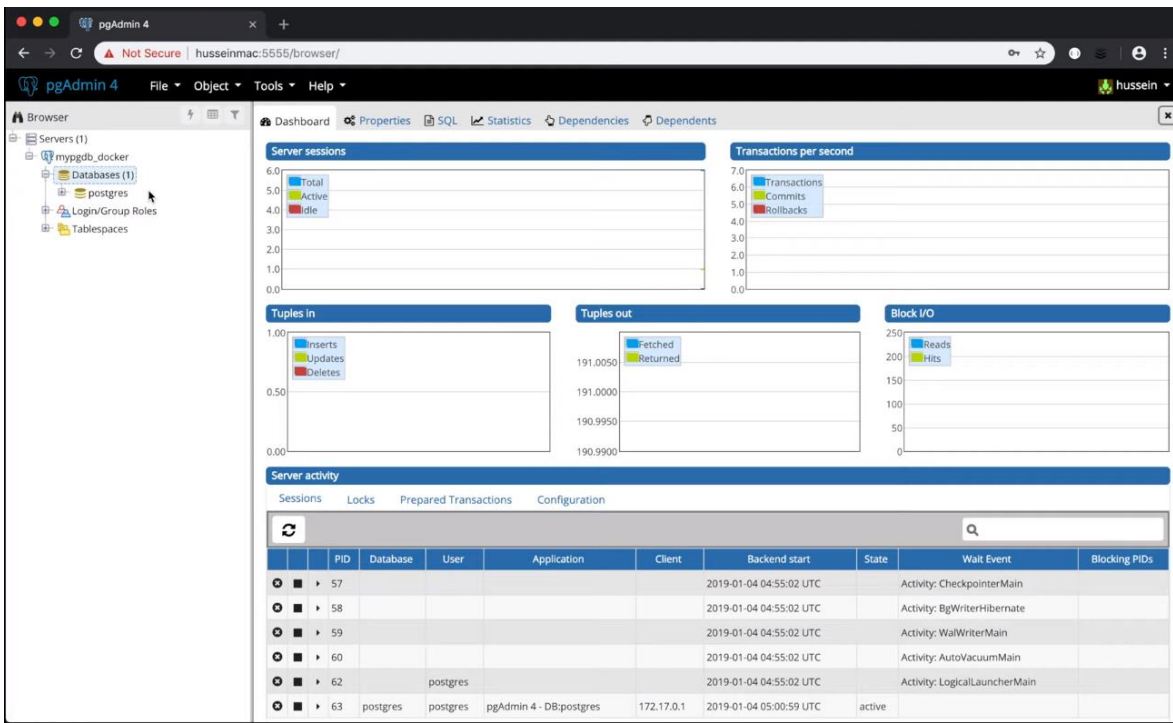 pgAdmin 4
Not Secure | husseinmac:5555/browser/
pgAdmin 4 File Object Tools Help hussein
Browser
Servers (1)
mypgdb_docker
Databases (1)
postgres
Login/Group Roles
Tablespaces
Dashboard Properties SQL Statistics Dependencies Dependents
Server sessions
6.0
5.0
4.0
3.0
2.0
1.0
0.0
Total
Active
Idle
Transactions per second
7.0
6.0
5.0
4.0
3.0
2.0
1.0
0.0
Transactions
Commits
Rollbacks
Tuples in
1.00
0.50
0.00
Inserts
Updates
Deletes
Tuples out
191.0050
191.0000
190.9950
190.9900
Fetched
Returned
Block I/O
250
200
150
100
50
0
Reads
Hits
Server activity
Sessions Locks Prepared Transactions Configuration
PID Database User Application Client Backend start State Wait Event Blocking PIDs
57 2019-01-04 04:55:02 UTC Activity: CheckpointerMain
58 2019-01-04 04:55:02 UTC Activity: BgWriterHibernate
59 2019-01-04 04:55:02 UTC Activity: WalWriterMain
60 2019-01-04 04:55:02 UTC Activity: AutoVacuumMain
62 postgres 2019-01-04 04:55:02 UTC Activity: LogicalLauncherMain
63 postgres postgres pgAdmin 4 - DB:postgres 172.17.0.1 2019-01-04 05:00:59 UTC active